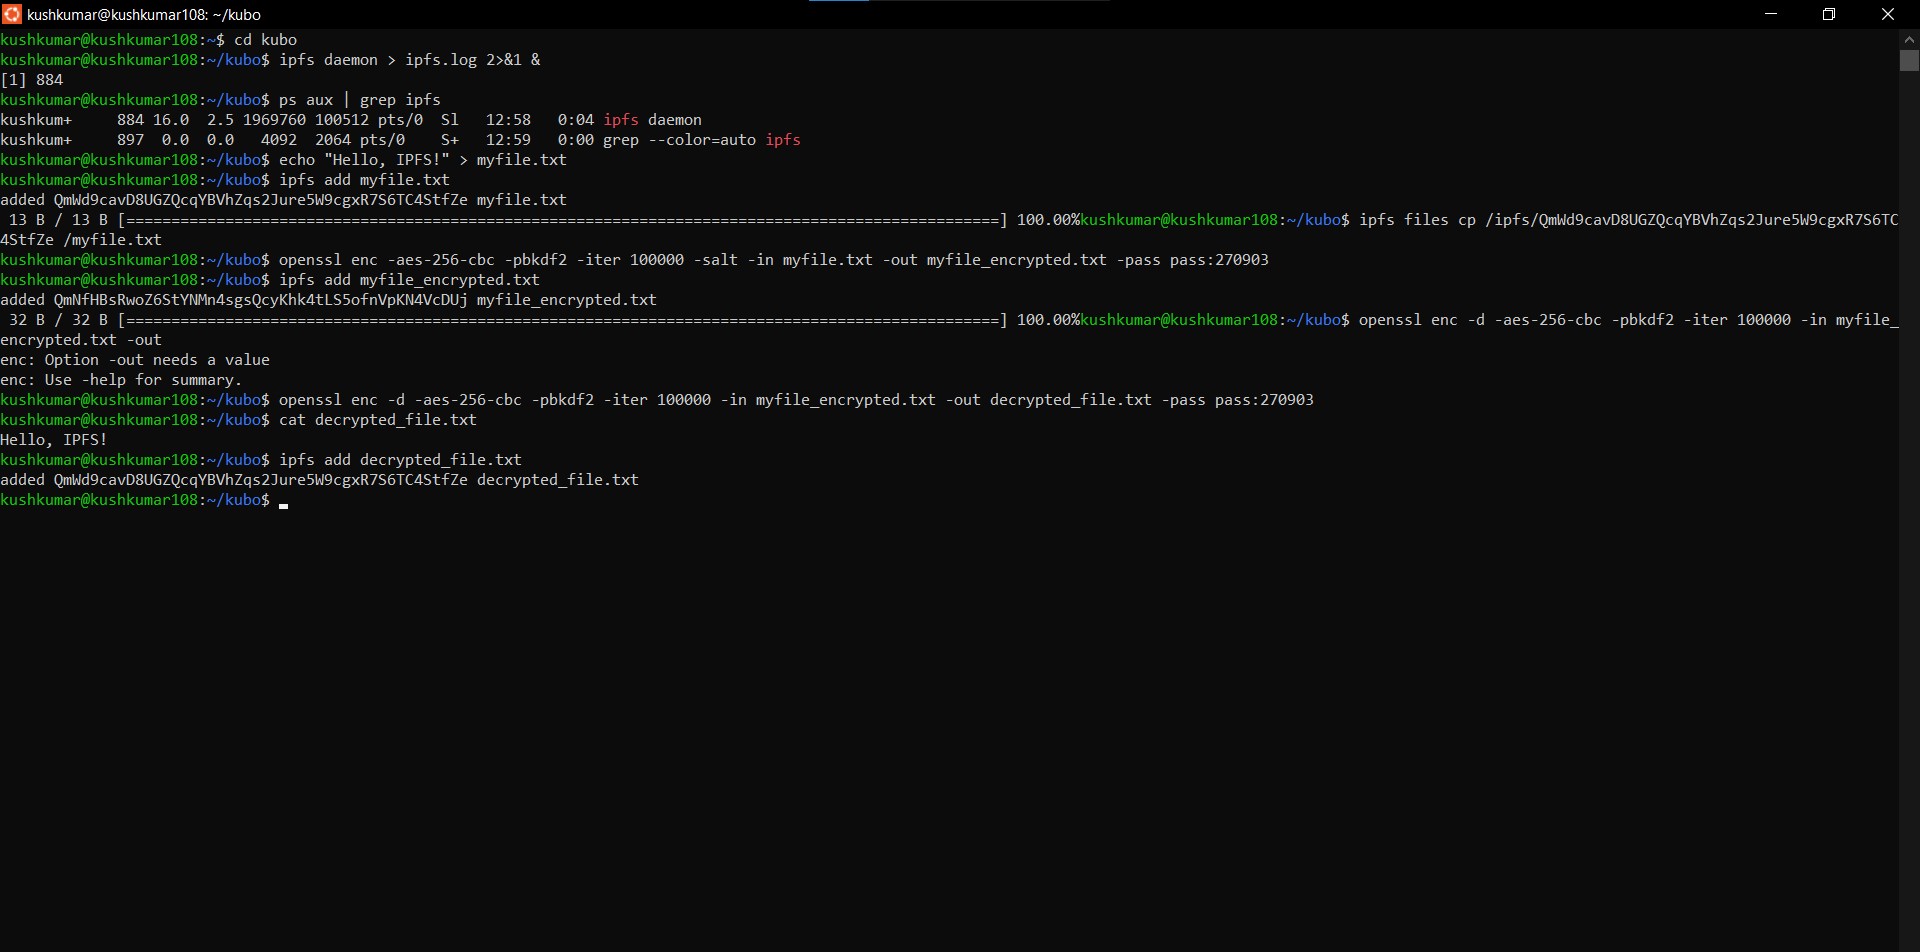 kushkumar@kushkumar108: ~/kubo
kushkumar@kushkumar108:~$ cd kubo
kushkumar@kushkumar108:~/kubo$ ipfs daemon > ipfs.log 2>&1 &
[1] 884
kushkumar@kushkumar108:~/kubo$ ps aux | grep ipfs
kushkum+     884 16.0  2.5 1969760 100512 pts/0  Sl   12:58   0:04 ipfs daemon
kushkum+     897  0.0  0.0   4092  2064 pts/0    S+   12:59   0:00 grep --color=auto ipfs
kushkumar@kushkumar108:~/kubo$ echo "Hello, IPFS!" > myfile.txt
kushkumar@kushkumar108:~/kubo$ ipfs add myfile.txt
added QmWd9cavD8UGZQcqYBVhZqs2Jure5W9cgxR7S6TC4StfZe myfile.txt
 13 B / 13 B [=================================================================================================] 100.00%kushkumar@kushkumar108:~/kubo$ ipfs files cp /ipfs/QmWd9cavD8UGZQcqYBVhZqs2Jure5W9cgxR7S6TC
4StfZe /myfile.txt
kushkumar@kushkumar108:~/kubo$ openssl enc -aes-256-cbc -pbkdf2 -iter 100000 -salt -in myfile.txt -out myfile_encrypted.txt -pass pass:270903
kushkumar@kushkumar108:~/kubo$ ipfs add myfile_encrypted.txt
added QmNfHBsRwoZ6StYNMn4sgsQcyKhk4tLS5ofnVpKN4VcDUj myfile_encrypted.txt
 32 B / 32 B [=================================================================================================] 100.00%kushkumar@kushkumar108:~/kubo$ openssl enc -d -aes-256-cbc -pbkdf2 -iter 100000 -in myfile_
encrypted.txt -out
enc: Option -out needs a value
enc: Use -help for summary.
kushkumar@kushkumar108:~/kubo$ openssl enc -d -aes-256-cbc -pbkdf2 -iter 100000 -in myfile_encrypted.txt -out decrypted_file.txt -pass pass:270903
kushkumar@kushkumar108:~/kubo$ cat decrypted_file.txt
Hello, IPFS!
kushkumar@kushkumar108:~/kubo$ ipfs add decrypted_file.txt
added QmWd9cavD8UGZQcqYBVhZqs2Jure5W9cgxR7S6TC4StfZe decrypted_file.txt
kushkumar@kushkumar108:~/kubo$